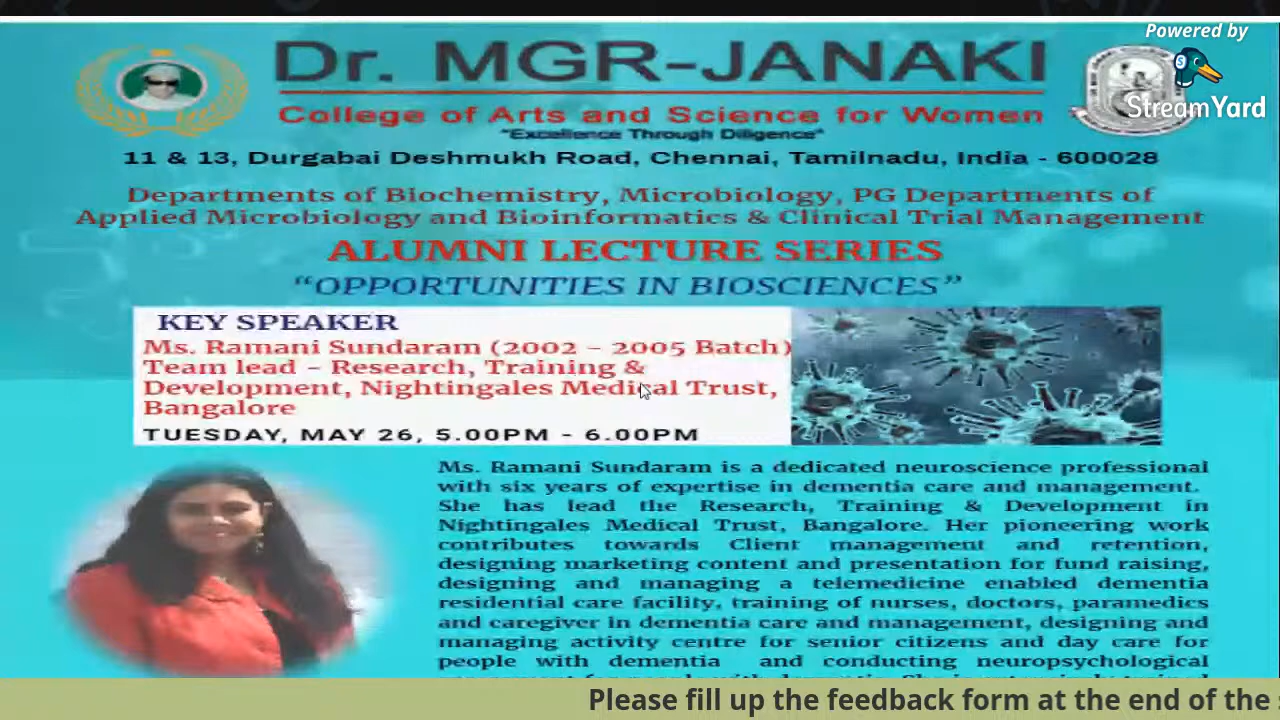 Powered by
StreamYard
Dr. MGR-JANAKI
College of Arts and Science for Women
"Excellence Through Diligence"
11 & 13, Durgabai Deshmukh Road, Chennai, Tamilnadu, India - 600028
Departments of Biochemistry, Microbiology, PG Departments of
Applied Microbiology and Bioinformatics & Clinical Trial Management
ALUMNI LECTURE SERIES
“OPPORTUNITIES IN BIOSCIENCES”
KEY SPEAKER
Ms. Ramani Sundaram (2002 – 2005 Batch)
Team lead – Research, Training &
Development, Nightingales Medical Trust,
Bangalore
TUESDAY, MAY 26, 5.00PM - 6.00PM
Ms. Ramani Sundaram is a dedicated neuroscience professional
with six years of expertise in dementia care and management.
She has lead the Research, Training & Development in
Nightingales Medical Trust, Bangalore. Her pioneering work
contributes towards Client management and retention,
designing marketing content and presentation for fund raising,
designing and managing a telemedicine enabled dementia
residential care facility, training of nurses, doctors, paramedics
and caregiver in dementia care and management, designing and
managing activity centre for senior citizens and day care for
people with dementia and conducting neuropsychological
Please fill up the feedback form at the end of the